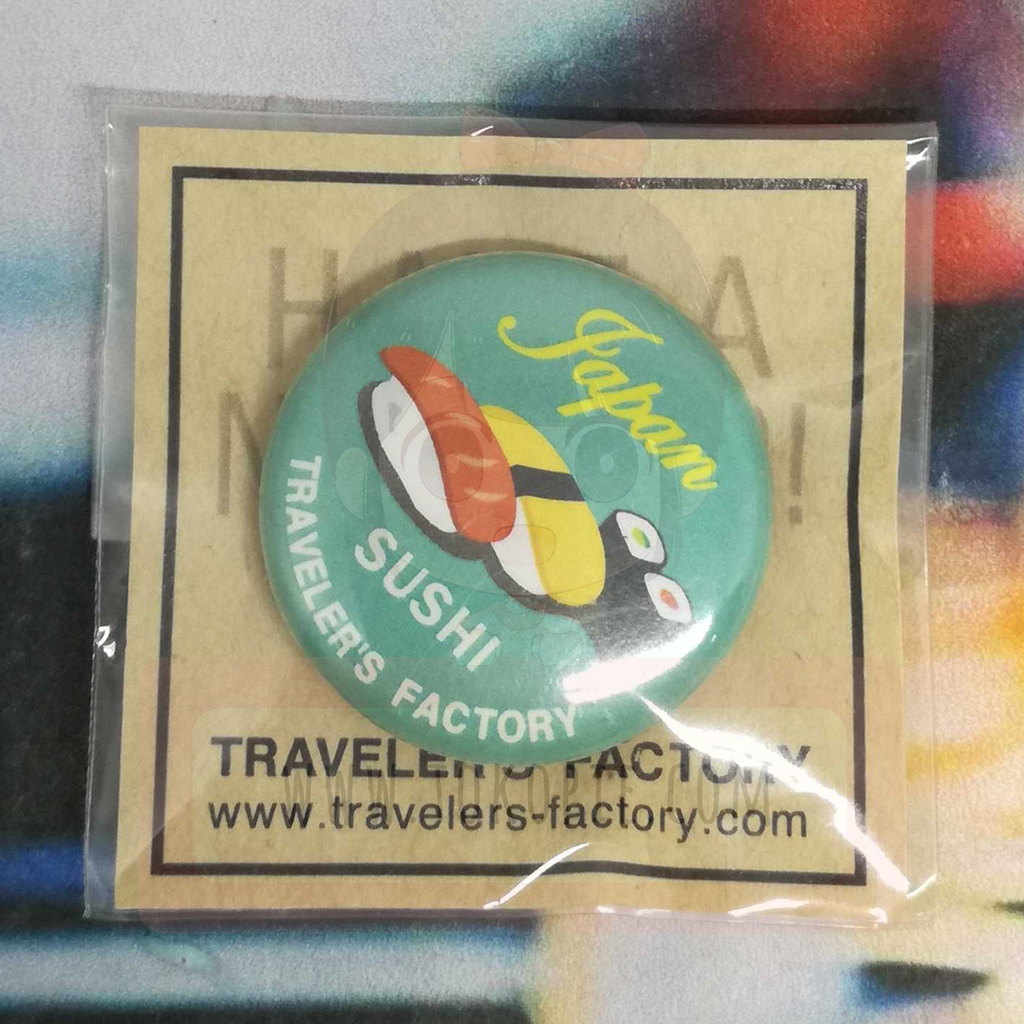 Japan
SUSHI
TRAVELER'S FACTORY
TRAVELER'S FACTORY
www.travelers-factory.com